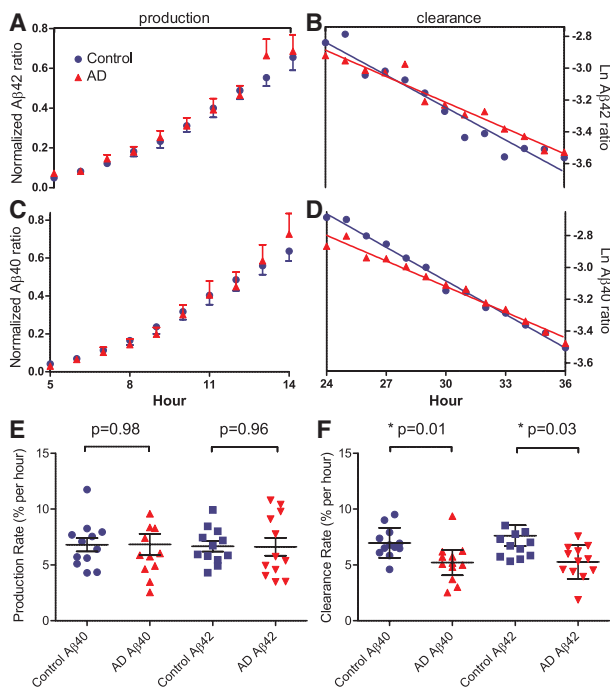 production
clearance
A
B
Control
AD
Normalized Aβ42 ratio
0.8
0.6
0.4
0.2
0.0
-2.8
-3.0
-3.2
-3.4
-3.6
Ln Aβ42 ratio
C
D
Normalized Aβ40 ratio
0.8
0.6
0.4
0.2
0.0
5
8
11
14
Hour
-2.7
-3.0
-3.3
-3.6
Ln Aβ40 ratio
24
27
30
33
36
Hour
E
F
p=0.98
p=0.96
Production Rate (% per hour)
15
10
5
0
Control Aβ40
AD Aβ40
Control Aβ42
AD Aβ42
* p=0.01
* p=0.03
Clearance Rate (% per hour)
15
10
5
0
Control Aβ40
AD Aβ40
Control Aβ42
AD Aβ42